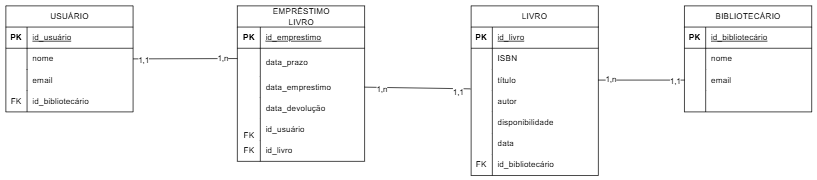 USUÁRIO
PK id_usuário
nome
email
FK id_bibliotecário
1,1
1,n
EMPRÉSTIMO
LIVRO
PK id_emprestimo
data_prazo
data_emprestimo
data_devolução
id_usuário
FK
FK id_livro
1,n
1,1
LIVRO
PK id_livro
ISBN
título
autor
disponibilidade
data
FK id_bibliotecário
1,n
1,1
BIBLIOTECÁRIO
PK id_bibliotecário
nome
email